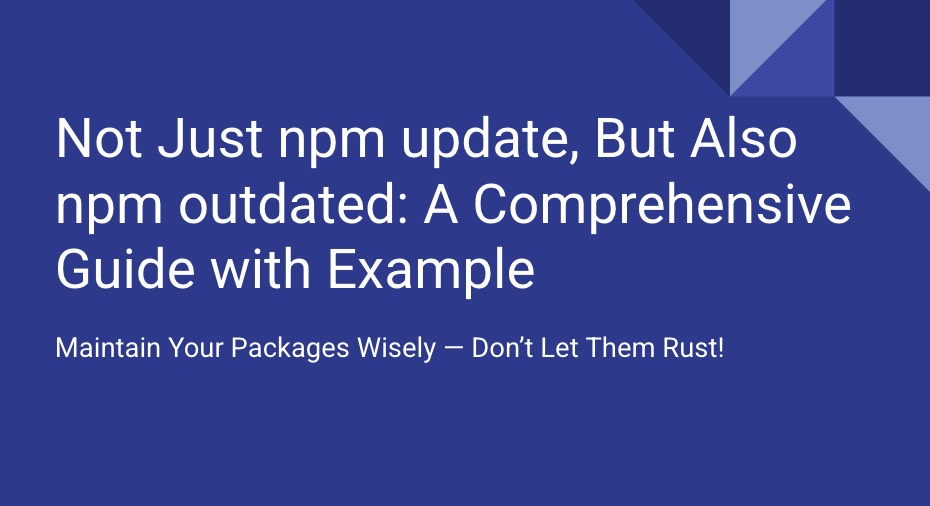 Not Just npm update, But Also
npm outdated: A Comprehensive
Guide with Example
Maintain Your Packages Wisely — Don’t Let Them Rust!